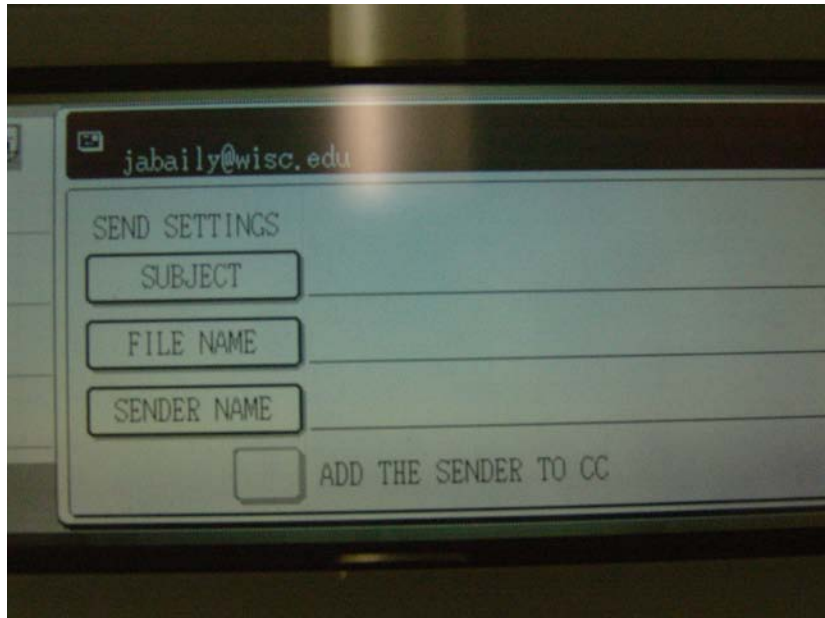 jabaily@wisc.edu
SEND SETTINGS
SUBJECT
FILE NAME
SENDER NAME
ADD THE SENDER TO CC